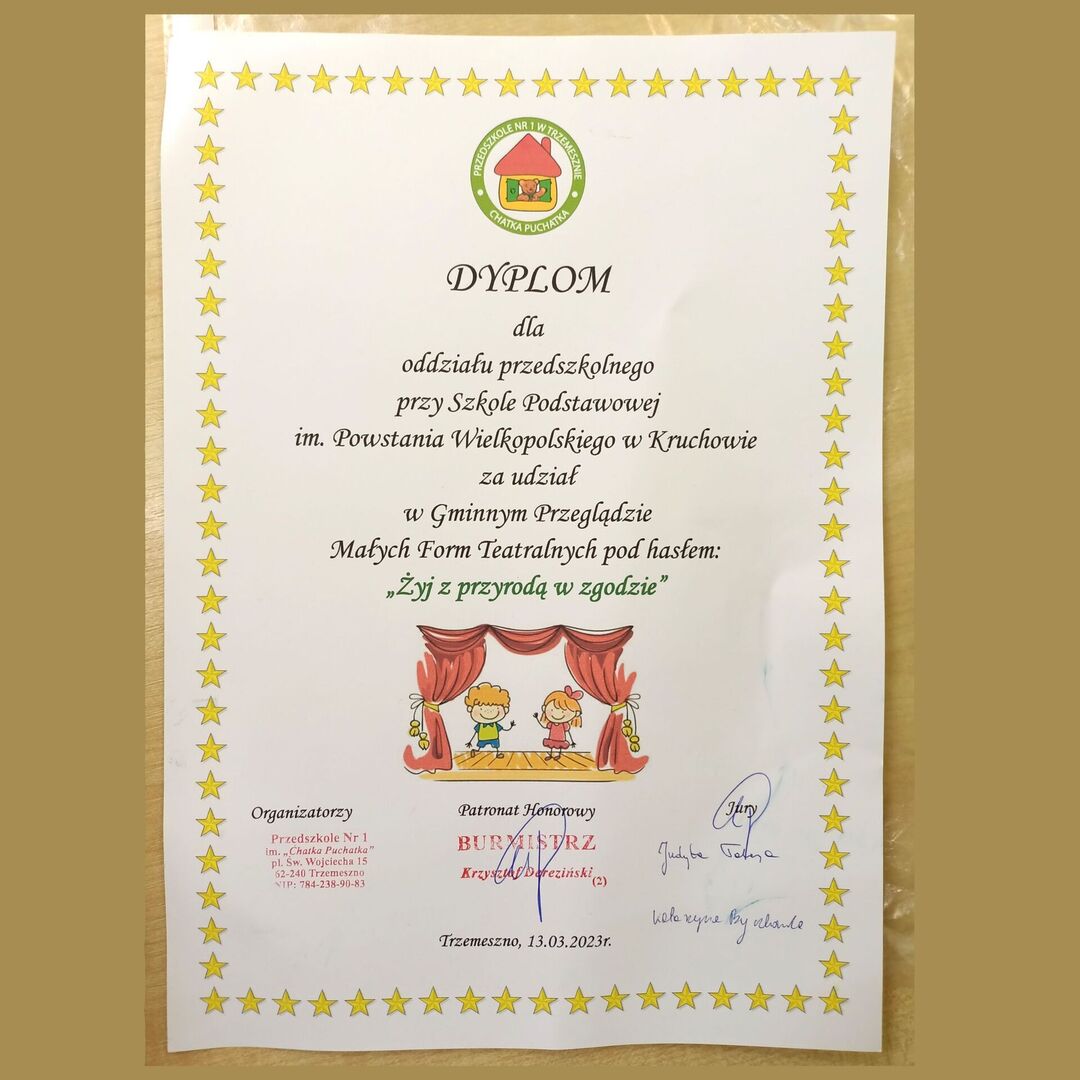 PRZEDSZKOLE NR 1 W TRZEMESZNIE
CHATKA PUCHATKA
DYPLOM
dla
oddziału przedszkolnego
przy Szkole Podstawowej
im. Powstania Wielkopolskiego w Kruchowie
za udział
w Gminnym Przeglądzie
Małych Form Teatralnych pod hasłem:
„Żyj z przyrodą w zgodzie”
Organizatorzy
Przedszkole Nr 1
im. „Chatka Puchatka"
pl. Św. Wojciecha 15
62-240 Trzemeszno
NIP: 784-238-90-83
Patronat Honorowy
BURMISTRZ
Krzysztof Dereziński (2)
Jury
Trzemeszno, 13.03.2023r.